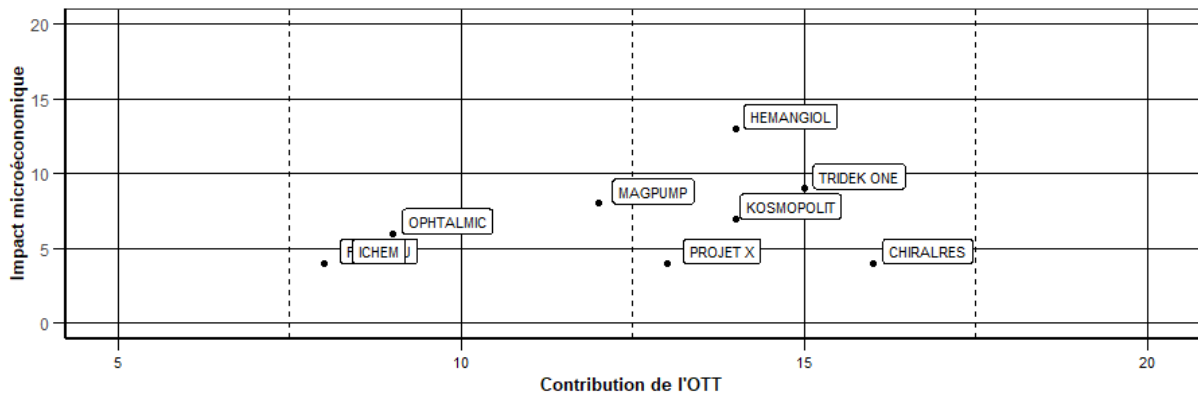 Impact microéconomique
20
15
10
5
0
HEMANGIOL
TRIDEK ONE
MAGPUMP
KOSMOPOLIT
OPHTALMIC
ICHEM
PROJET X
CHIRALRES
5
10
15
20
Contribution de l'OTT